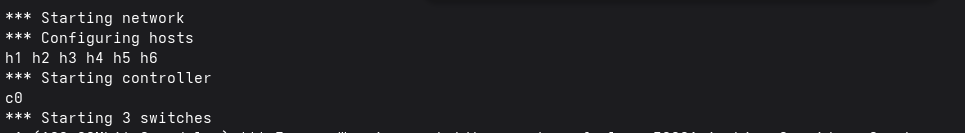 *** Starting network
*** Configuring hosts
h1 h2 h3 h4 h5 h6
*** Starting controller
c0
*** Starting 3 switches